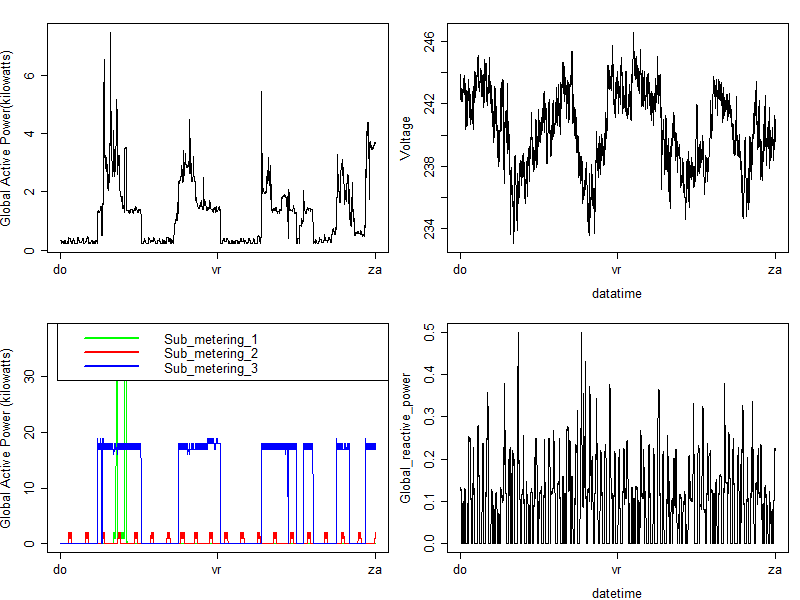 Global Active Power(kilowatts)
0
2
4
6
do
vr
za
Voltage
234
238
242
246
do
vr
za
datatime
Global Active Power (kilowatts)
0
10
20
30
Sub_metering_1
Sub_metering_2
Sub_metering_3
do
vr
za
Global_reactive_power
0.0
0.1
0.2
0.3
0.4
0.5
do
vr
za
datetime